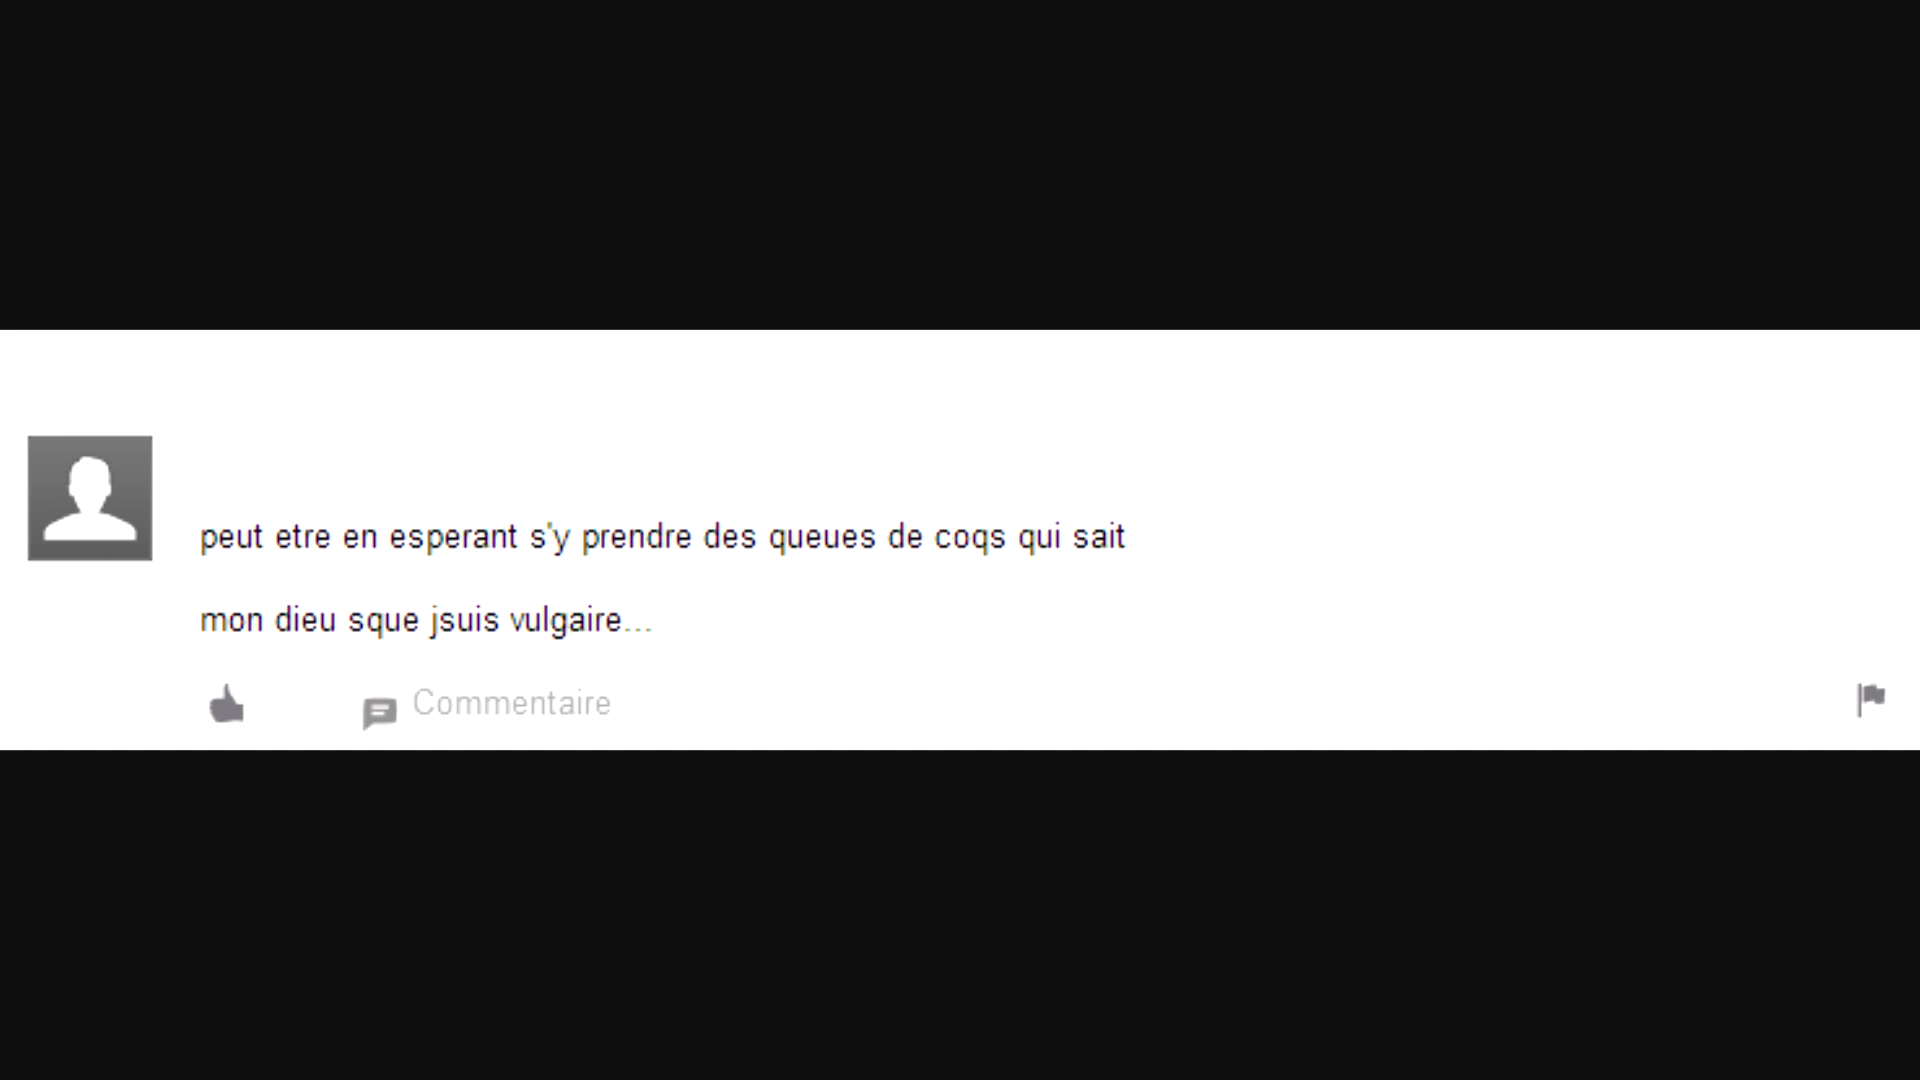 peut etre en esperant s'y prendre des queues de coqs qui sait
mon dieu sque jsuis vulgaire...
Commentaire